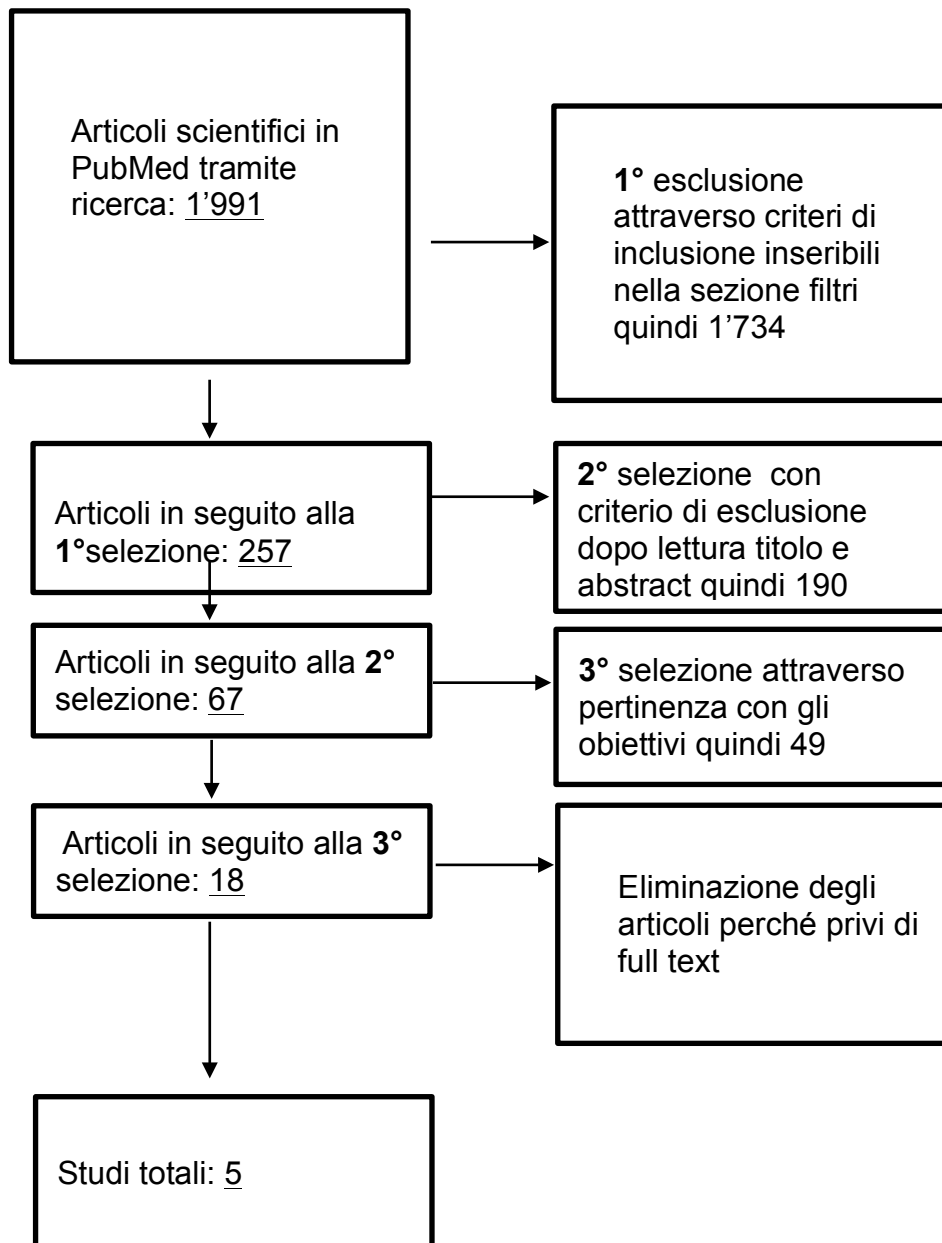 Articoli scientifici in
PubMed tramite
ricerca: 1’991
1° esclusione
attraverso criteri di
inclusione inseribili
nella sezione filtri
quindi 1’734
Articoli in seguito alla
1°selezione: 257
2° selezione con
criterio di esclusione
dopo lettura titolo e
abstract quindi 190
Articoli in seguito alla 2°
selezione: 67
3° selezione attraverso
pertinenza con gli
obiettivi quindi 49
Articoli in seguito alla 3°
selezione: 18
Eliminazione degli
articoli perché privi di
full text
Studi totali: 5